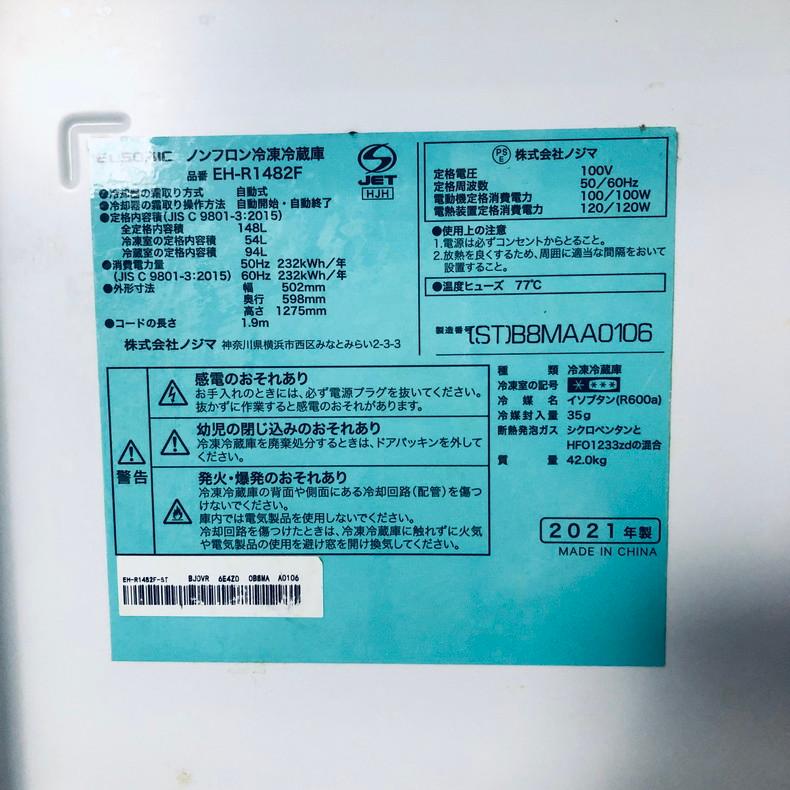 ELSONIC ノンフロン冷凍冷蔵庫
品番 EH-R1482F
JET
HJH
●冷却器の霜取り方式 自動式
●冷却器の霜取り操作方法 自動開始・自動終了
●定格内容積(JIS C 9801-3:2015)
全定格内容積 148L
冷凍室の定格内容積 54L
冷蔵室の定格内容積 94L
●消費電力量 50Hz 232kWh/年
(JIS C 9801-3:2015) 60Hz 232kWh/年
●外形寸法 幅 502mm
奥行 598mm
高さ 1275mm
●コードの長さ 1.9m
株式会社ノジマ 神奈川県横浜市西区みなとみらい2-3-3
PSE 株式会社ノジマ
定格電圧 100V
定格周波数 50/60Hz
電動機定格消費電力 100/100W
電熱装置定格消費電力 120/120W
●使用上の注意
1.電源は必ずコンセントからとること。
2.放熱を良くするため、周囲に適当な間隔をおいて
設置すること。
●温度ヒューズ 77℃
製造番号 (ST)B8MAA0106
警告
感電のおそれあり
お手入れのときには、必ず電源プラグを抜いてください。
抜かずに作業すると感電のおそれがあります。
幼児の閉じ込みのおそれあり
冷凍冷蔵庫を廃棄処分するときは、ドアパッキンを外して
ください。
発火・爆発のおそれあり
冷凍冷蔵庫の背面や側面にある冷却回路(配管)を傷つ
けないでください。
庫内では電気製品を使用しないでください。
冷却回路を傷つけたときは、冷凍冷蔵庫に触れずに火気
や電気製品の使用を避け窓を開け換気してください。
種類 冷凍冷蔵庫
冷凍室の記号 * ***
冷媒名 イソブタン(R600a)
冷媒封入量 35g
断熱発泡ガス シクロペンタンと
HFO1233zdの混合
質量 42.0kg
2021年製
MADE IN CHINA
EH-R1482F-ST BJOVR 6E4Z0 0B8MA A0106